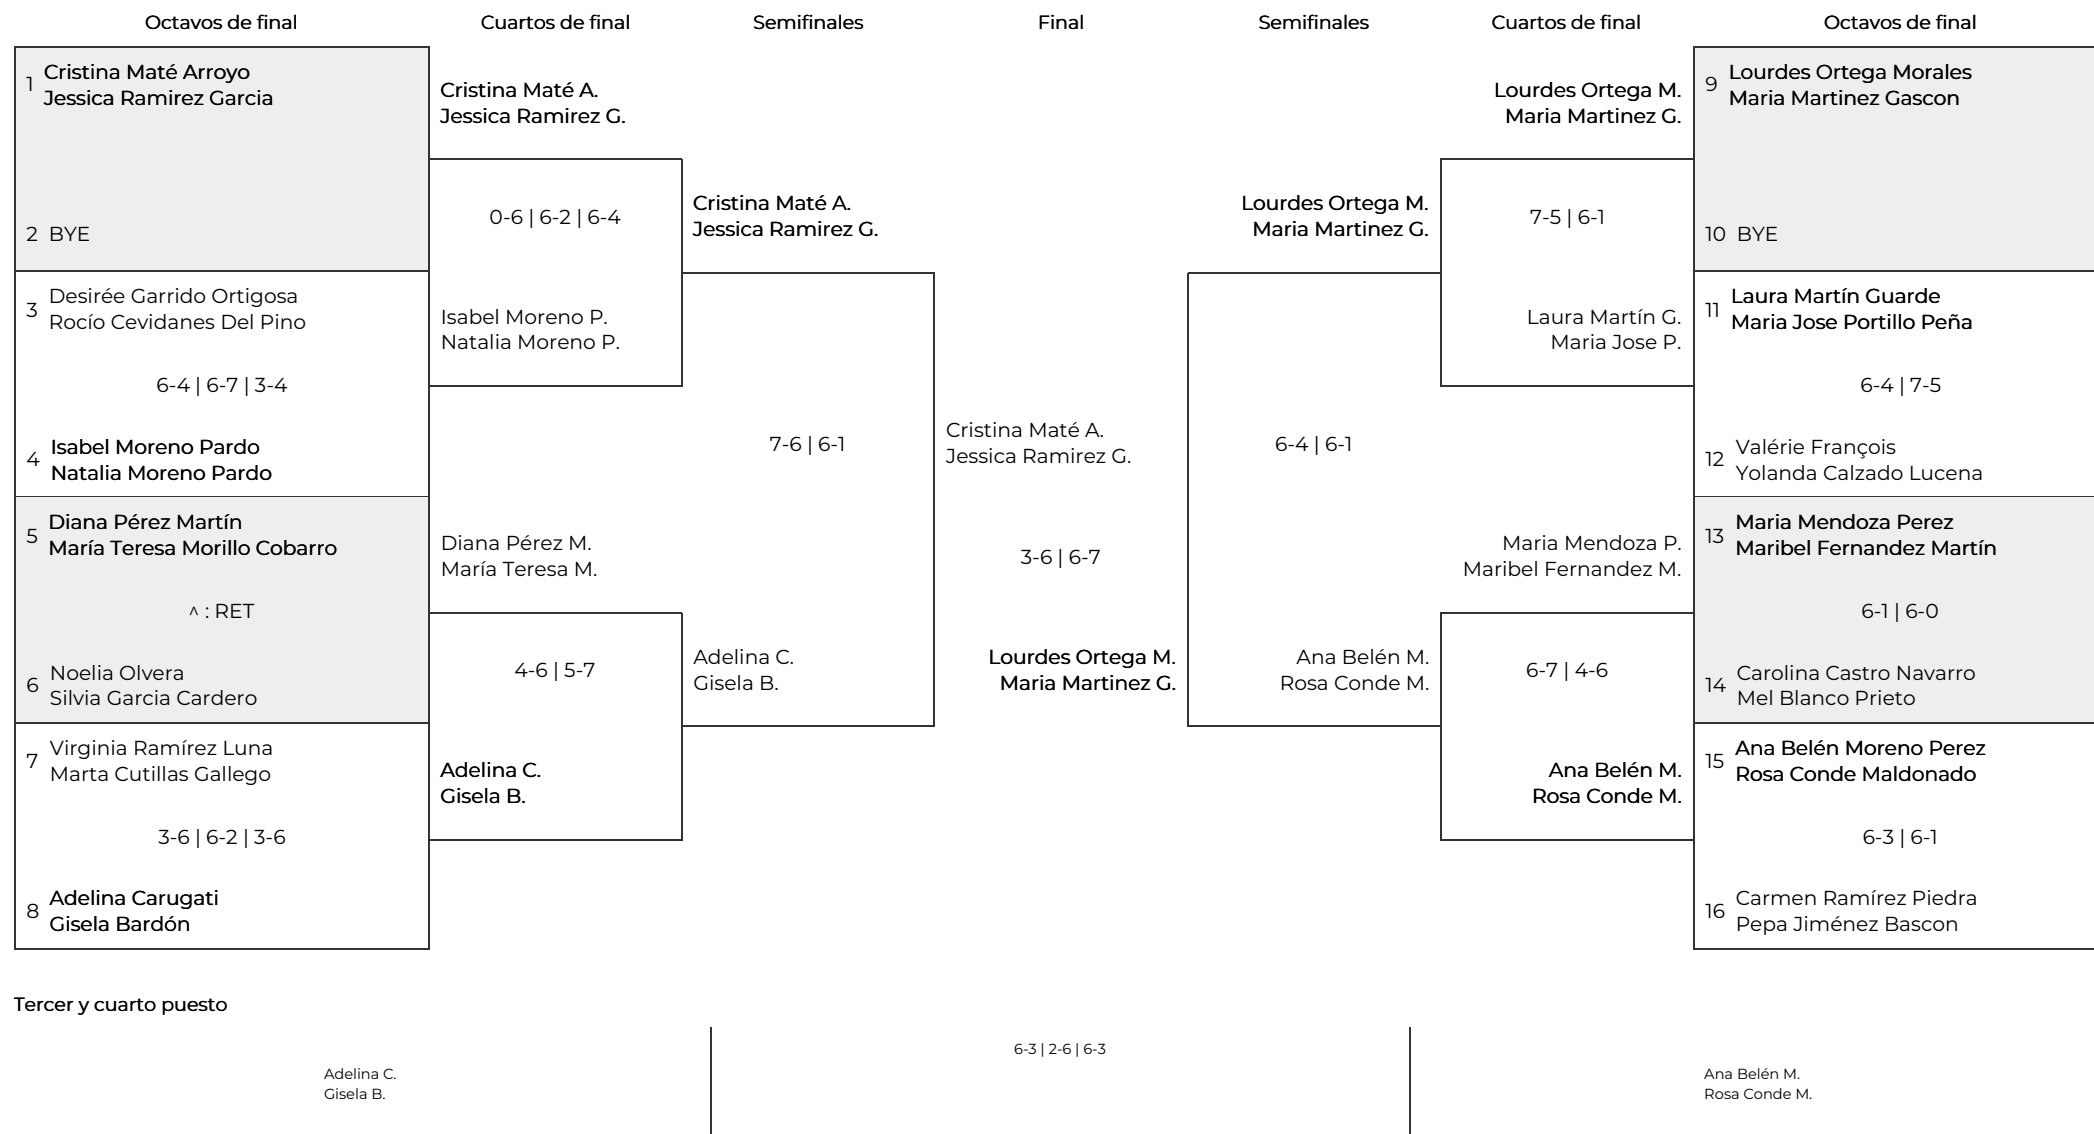 Octavos de final
Cuartos de final
Semifinales
Final
Semifinales
Cuartos de final
Octavos de final
1
Cristina Maté Arroyo
Jessica Ramirez Garcia
2 BYE
3
Desirée Garrido Ortigosa
Rocío Cevidanes Del Pino
6-4 | 6-7 | 3-4
4
Isabel Moreno Pardo
Natalia Moreno Pardo
5
Diana Pérez Martín
María Teresa Morillo Cobarro
^ : RET
6
Noelia Olvera
Silvia Garcia Cardero
7
Virginia Ramírez Luna
Marta Cutillas Gallego
3-6 | 6-2 | 3-6
8
Adelina Carugati
Gisela Bardón
Cristina Maté A.
Jessica Ramirez G.
0-6 | 6-2 | 6-4
Isabel Moreno P.
Natalia Moreno P.
Diana Pérez M.
María Teresa M.
4-6 | 5-7
Adelina C.
Gisela B.
Cristina Maté A.
Jessica Ramirez G.
7-6 | 6-1
Adelina C.
Gisela B.
Cristina Maté A.
Jessica Ramirez G.
3-6 | 6-7
Lourdes Ortega M.
Maria Martinez G.
Lourdes Ortega M.
Maria Martinez G.
6-4 | 6-1
Ana Belén M.
Rosa Conde M.
Lourdes Ortega M.
Maria Martinez G.
7-5 | 6-1
Laura Martín G.
Maria Jose P.
Maria Mendoza P.
Maribel Fernandez M.
6-7 | 4-6
Ana Belén M.
Rosa Conde M.
9
Lourdes Ortega Morales
Maria Martinez Gascon
10 BYE
11
Laura Martín Guarde
Maria Jose Portillo Peña
6-4 | 7-5
12
Valérie François
Yolanda Calzado Lucena
13
Maria Mendoza Perez
Maribel Fernandez Martín
6-1 | 6-0
14
Carolina Castro Navarro
Mel Blanco Prieto
15
Ana Belén Moreno Perez
Rosa Conde Maldonado
6-3 | 6-1
16
Carmen Ramírez Piedra
Pepa Jiménez Bascon
Tercer y cuarto puesto
Adelina C.
Gisela B.
6-3 | 2-6 | 6-3
Ana Belén M.
Rosa Conde M.